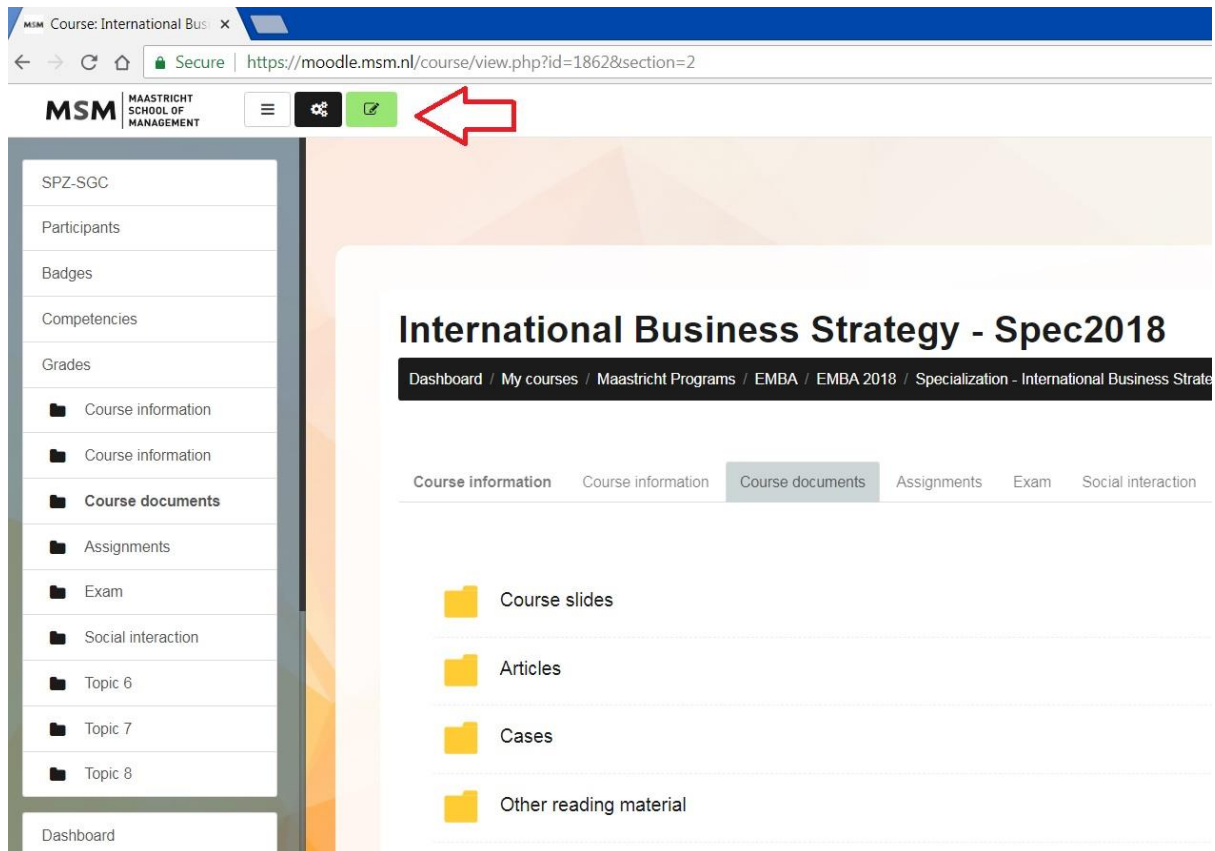 MSM Course: International Bus
Secure https://moodle.msm.nl/course/view.php?id=1862&section=2
MSM MAASTRICHT
SCHOOL OF
MANAGEMENT
SPZ-SGC
Participants
Badges
Competencies
Grades
Course information
Course information
Course documents
Assignments
Exam
Social interaction
Topic 6
Topic 7
Topic 8
Dashboard
International Business Strategy - Spec2018
Dashboard / My courses / Maastricht Programs / EMBA / EMBA 2018 / Specialization - International Business Strate
Course information Course information Course documents Assignments Exam Social interaction
Course slides
Articles
Cases
Other reading material